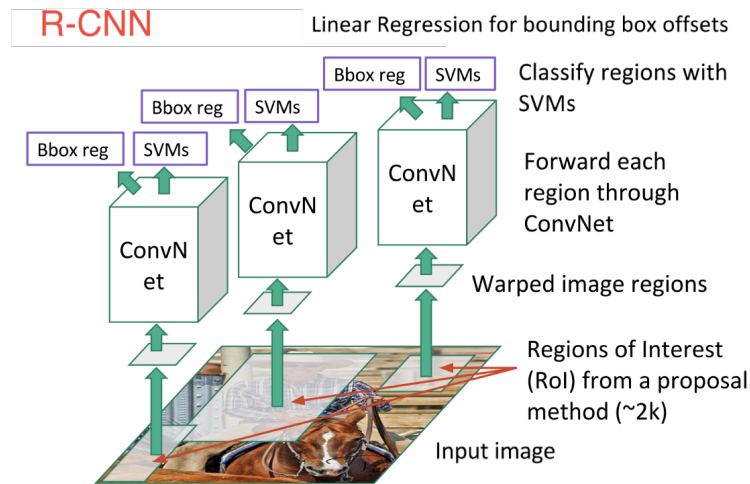 R-CNN
Linear Regression for bounding box offsets
Bbox reg
SVMs
Classify regions with
SVMs
Bbox reg
SVMs
Bbox reg
SVMs
ConvN
et
Forward each
region through
ConvNet
ConvN
et
ConvN
et
Warped image regions
Regions of Interest
(RoI) from a proposal
method (~2k)
Input image